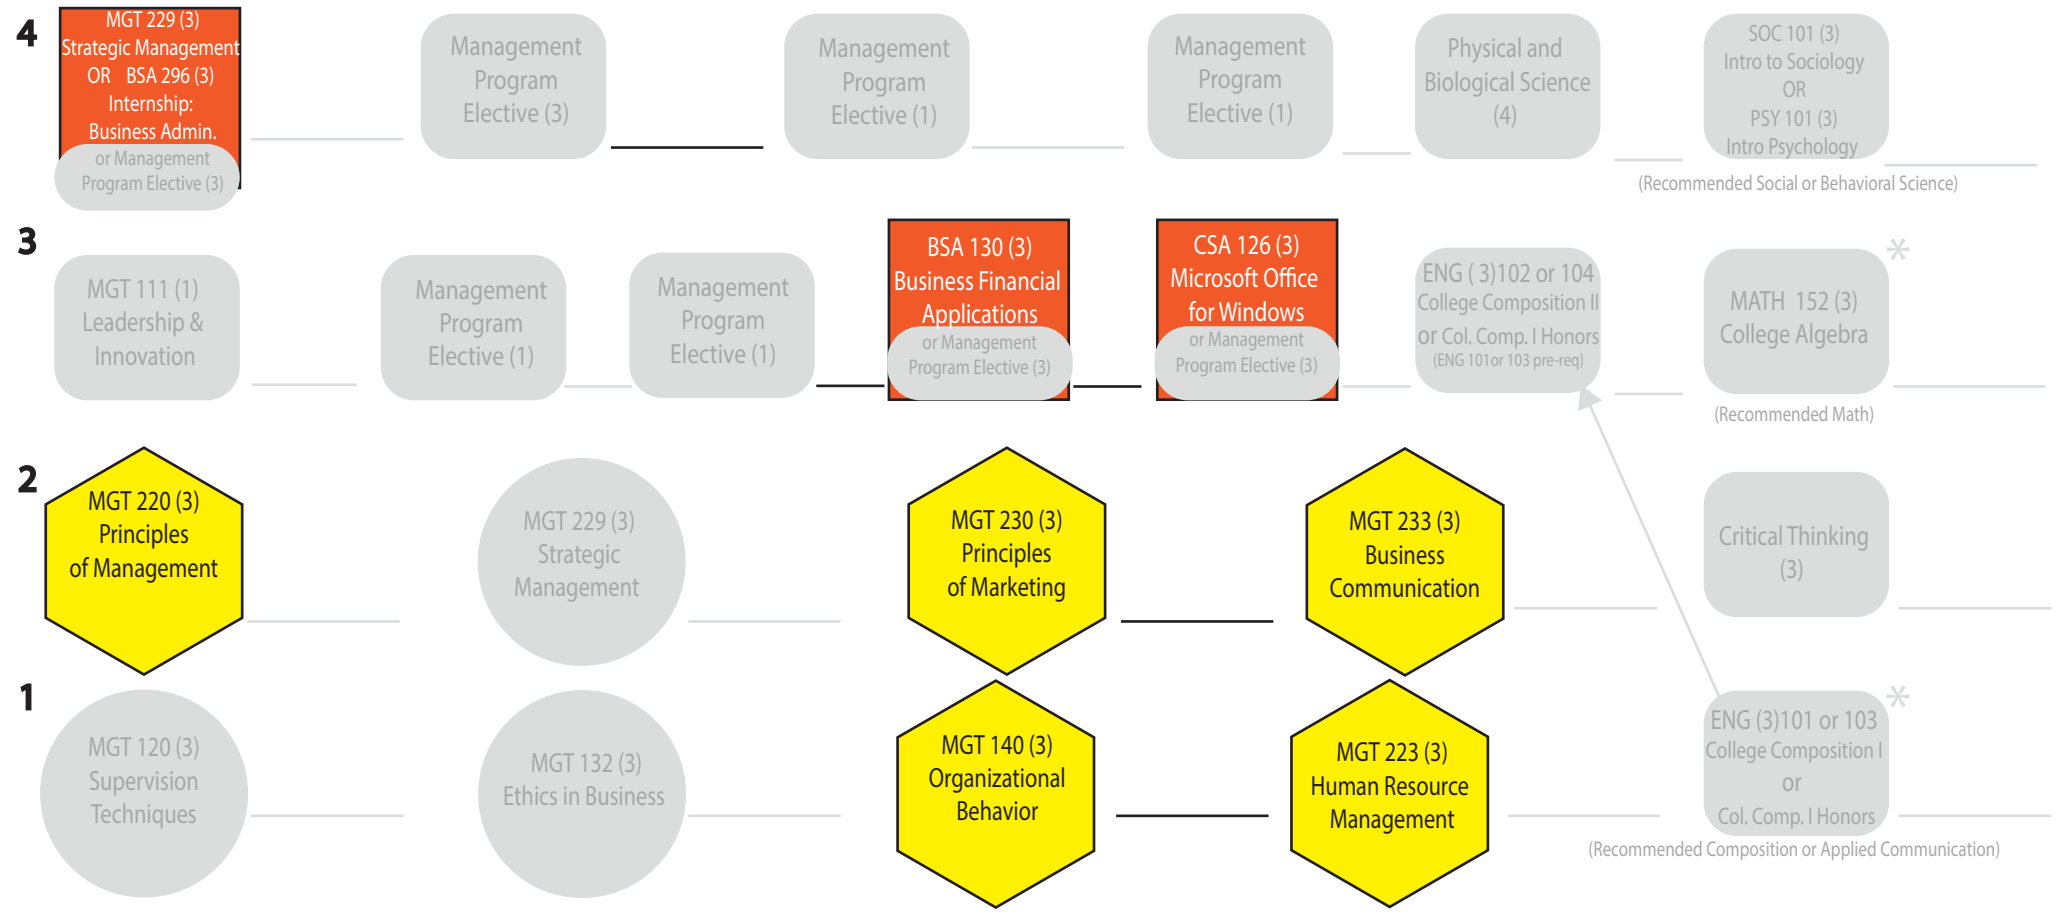 4
MGT 229 (3)
Strategic Management
OR BSA 296 (3)
Internship:
Business Admin.
or Management
Program Elective (3)
Management
Program
Elective (3)
Management
Program
Elective (1)
Management
Program
Elective (1)
Physical and
Biological Science
(4)
SOC 101 (3)
Intro to Sociology
OR
PSY 101 (3)
Intro Psychology
(Recommended Social or Behavioral Science)
3
MGT 111 (1)
Leadership &
Innovation
Management
Program
Elective (1)
Management
Program
Elective (1)
BSA 130 (3)
Business Financial
Applications
or Management
Program Elective (3)
CSA 126 (3)
Microsoft Office
for Windows
or Management
Program Elective (3)
ENG ( 3)102 or 104
College Composition II
or Col. Comp. I Honors
(ENG 101or 103 pre-req)
*
MATH 152 (3)
College Algebra
(Recommended Math)
2
MGT 220 (3)
Principles
of Management
MGT 229 (3)
Strategic
Management
MGT 230 (3)
Principles
of Marketing
MGT 233 (3)
Business
Communication
Critical Thinking
(3)
1
MGT 120 (3)
Supervision
Techniques
MGT 132 (3)
Ethics in Business
MGT 140 (3)
Organizational
Behavior
MGT 223 (3)
Human Resource
Management
*
ENG (3)101 or 103
College Composition I
or
Col. Comp. I Honors
(Recommended Composition or Applied Communication)